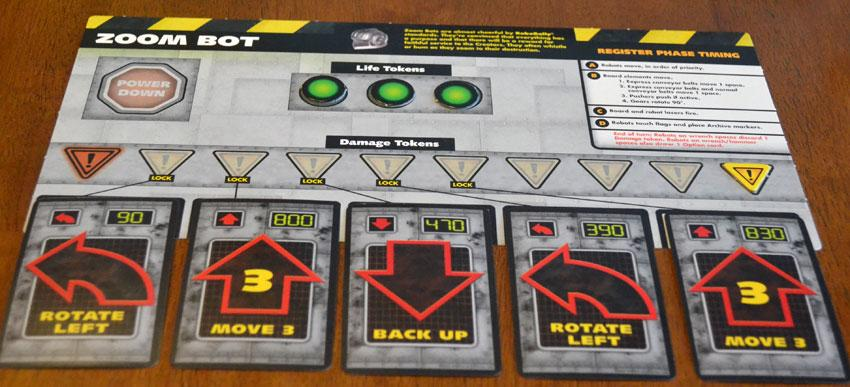 ZOOM BOT
Zoom Bots are almost cheerful by RoboRally
standards. They're convinced that everything has
a purpose and that there will be a reward for
faithful service to the Creators. They often whistle
or hum as they zoom to their destruction.
REGISTER PHASE TIMING
A Robots move, in order of priority.
B Board elements move.
1. Express conveyor belts move 1 space.
2. Express conveyor belts and normal
conveyor belts move 1 space.
3. Pushers push if active.
4. Gears rotate 90°.
C Board and robot lasers fire.
D Robots touch flags and place Archive markers.
End of turn: Robots on wrench spaces discard 1
Damage token. Robots on wrench/hammer
spaces also draw 1 Option card.
POWER
DOWN
Life Tokens
Damage Tokens
! ! ! ! ! ! ! ! ! !
LOCK LOCK LOCK LOCK LOCK
90
ROTATE
LEFT
800
3
MOVE 3
470
BACK UP
390
ROTATE
LEFT
830
3
MOVE 3